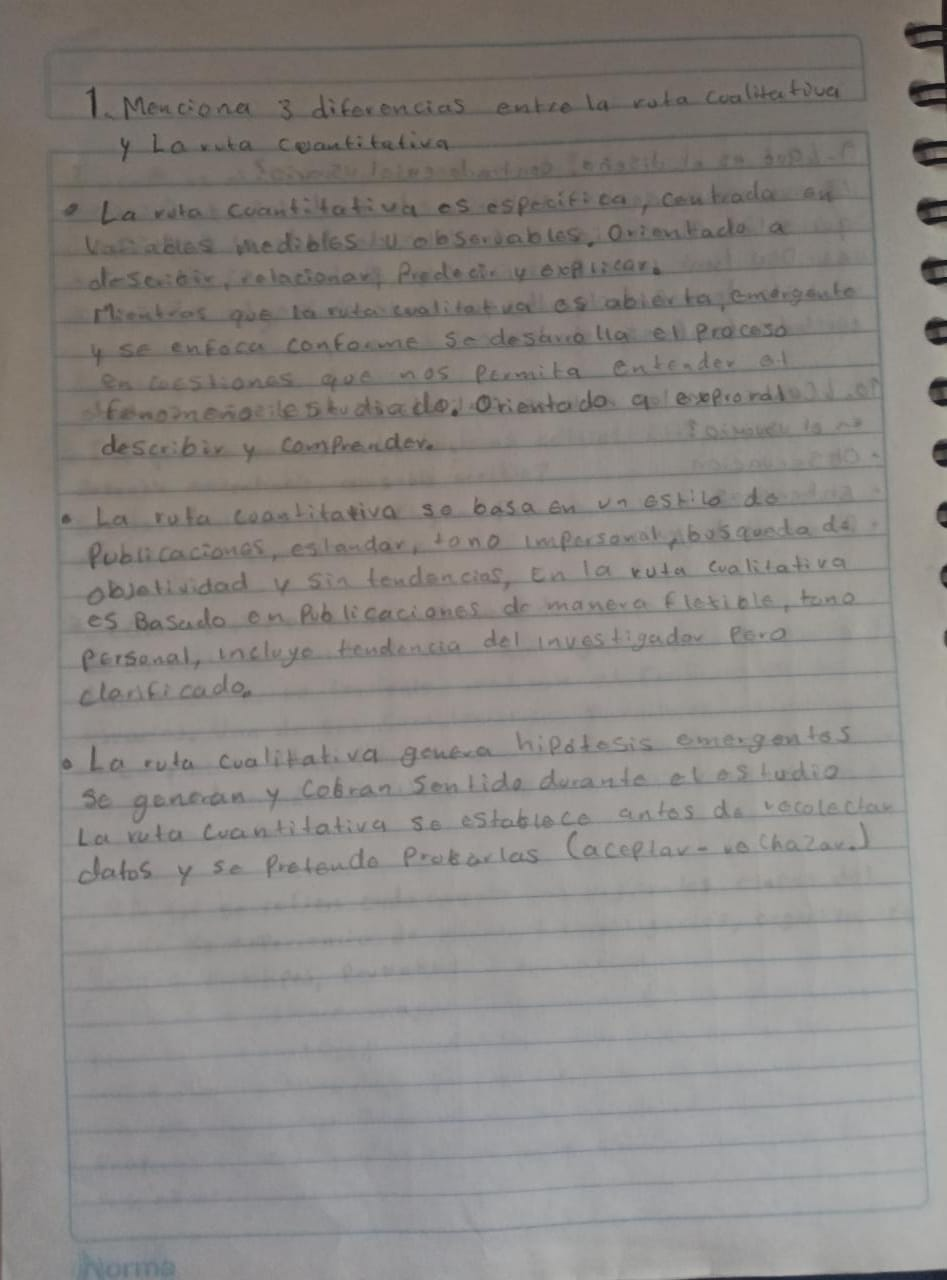 1. Menciona 3 diferencias entre la ruta cualitativa
y La ruta cuantitativa
• La ruta cuantitativa es especifica, centrada en
Variables medibles y observables. Orientado a
describir, relacionar, Predecir y explicar.
Mientras que la ruta cualitatva es abierta, emergente
y se enfoca conforme se desarrolla el Proceso
en cuestiones que nos Permita entender el
fenomeno estudiado. Orientado a explorar
describir y comprender.
• La ruta cuantitativa se basa en un estilo de
Publicaciones, estandar, tono impersonal, busqueda de
objetividad y sin tendencias, En la ruta cualitativa
es Basado en Publicaciones de manera flexible, tono
Personal, incluye tendencia del investigador Pero
clarificado.
• La ruta cualitativa genera hipótesis emergentes
se generan y Cobran Sentido durante el estudio
La ruta Cuantitativa se establece antes de recolectar
datos y se Pretende Probarlas (aceptar - rechazar.)
Norma